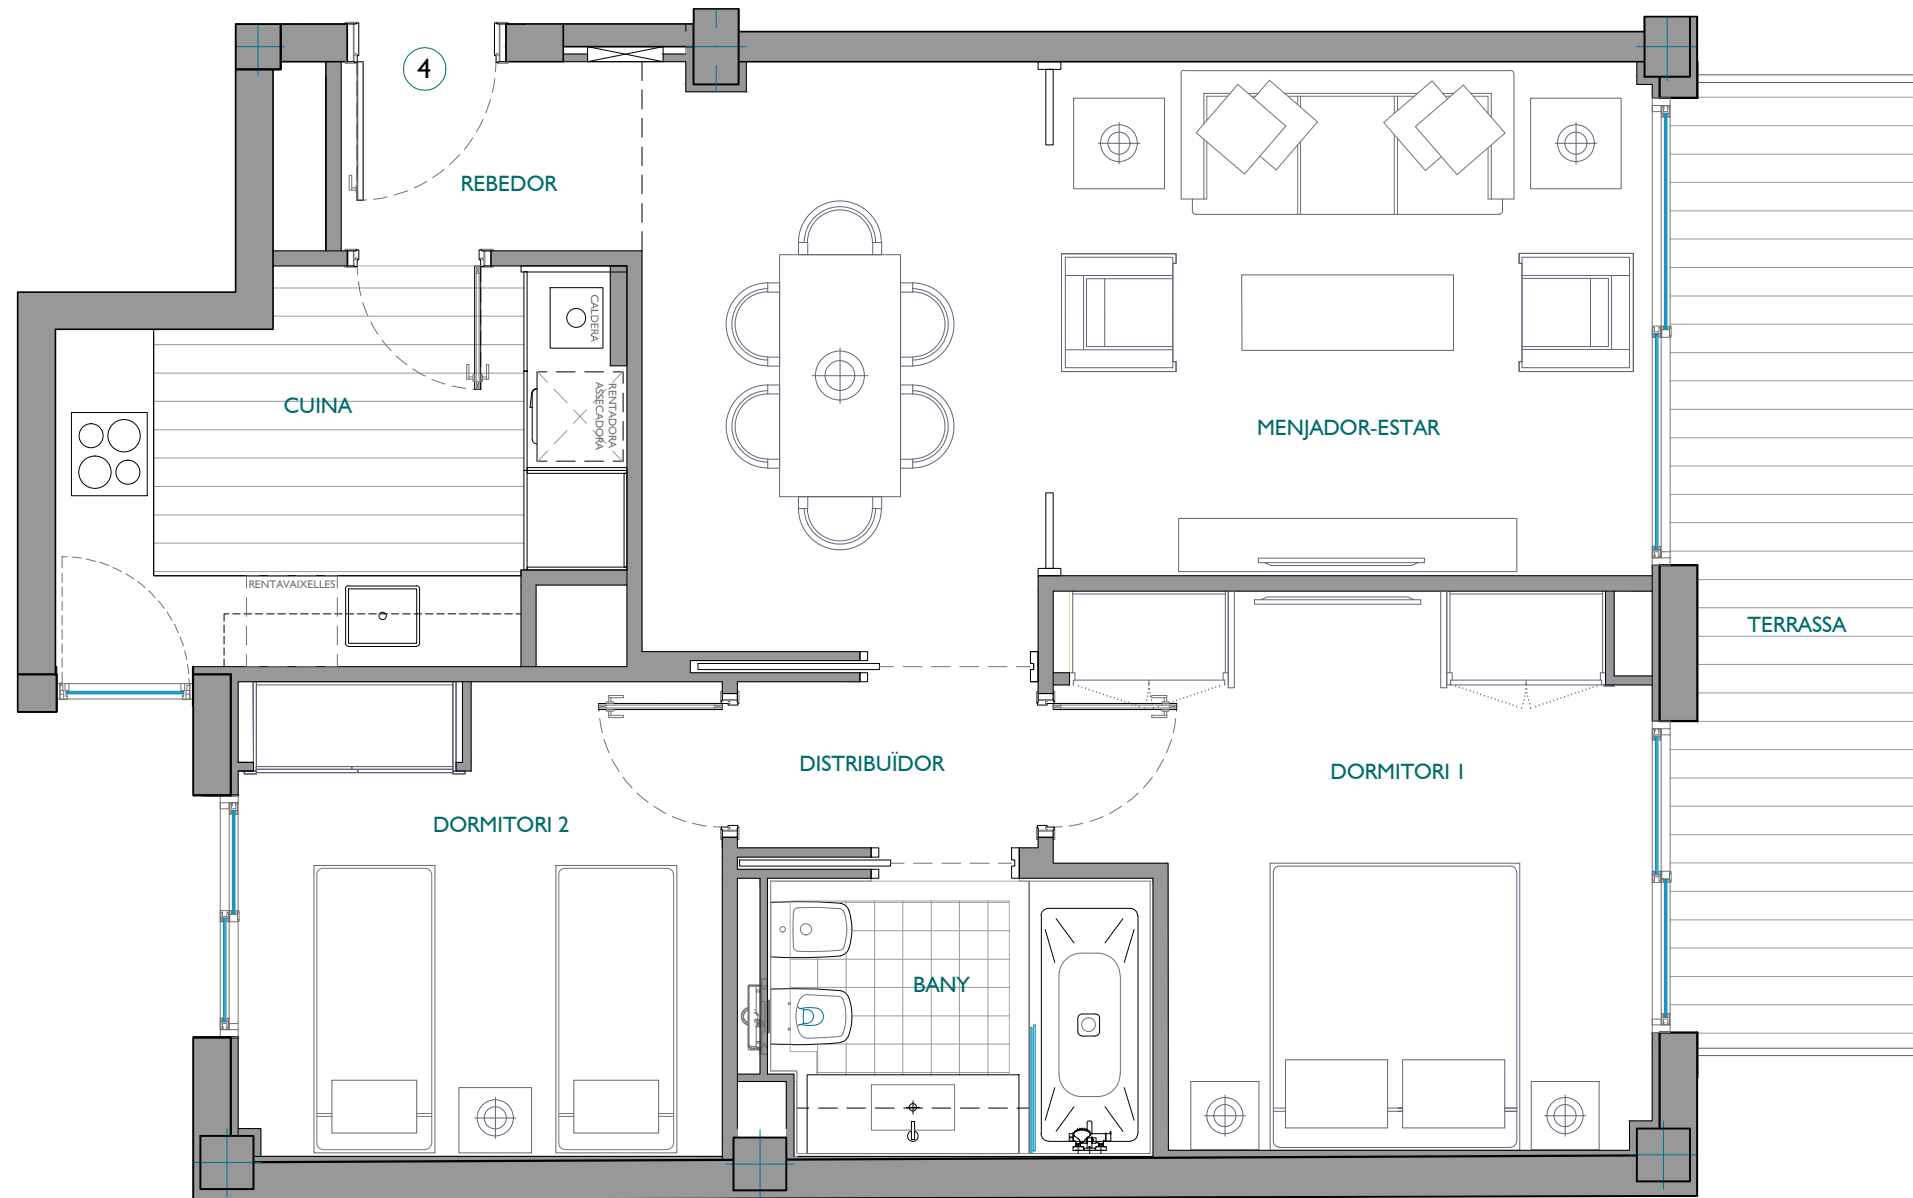 4
REBEDOR
CALDERA
RENTADORA
ASSECADORA
CUINA
MENJADOR-ESTAR
RENTAVAIXELLES
TERRASSA
DISTRIBUÏDOR
DORMITORI 1
DORMITORI 2
BANY